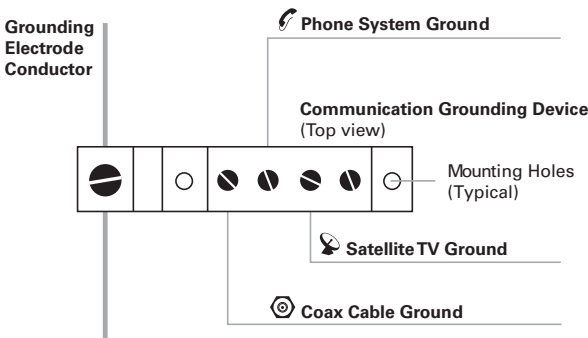 Grounding
Electrode
Conductor
Phone System Ground
Communication Grounding Device
(Top view)
Mounting Holes
(Typical)
Satellite TV Ground
Coax Cable Ground